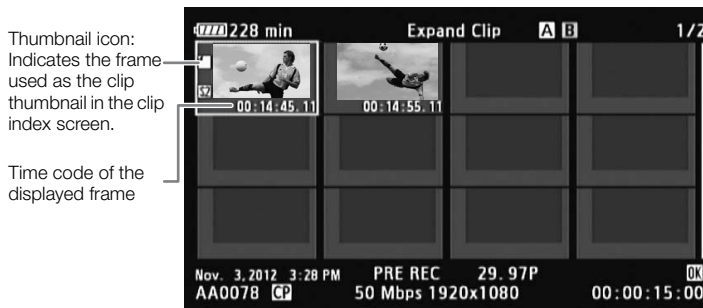 Thumbnail icon:
Indicates the frame
used as the clip
thumbnail in the clip
index screen.
Time code of the
displayed frame
228 min Expand Clip A B 1/2
00:14:45.11 00:14:55.11
Nov. 3,2012 3:28 PM PRE REC 29.97P OK
AA0078 CP 50 Mbps 1920x1080 00:00:15:00